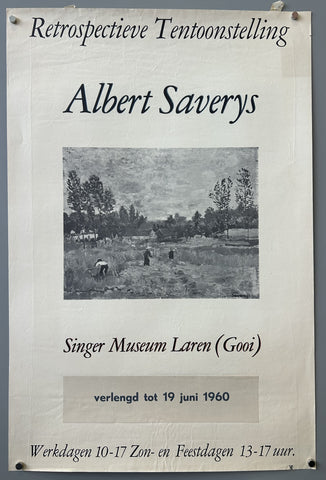 Retrospectieve Tentoonstelling
Albert Saverys
Singer Museum Laren (Gooi)
verlengd tot 19 juni 1960
Werkdagen 10-17 Zon- en Feestdagen 13-17 uur.